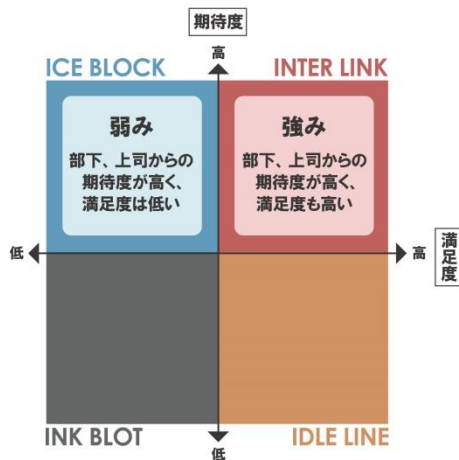 期待度
高
ICE BLOCK
INTER LINK
弱み
部下、上司からの
期待度が高く、
満足度は低い
強み
部下、上司からの
期待度が高く、
満足度も高い
低
高
満足度
INK BLOT
低
IDLE LINE